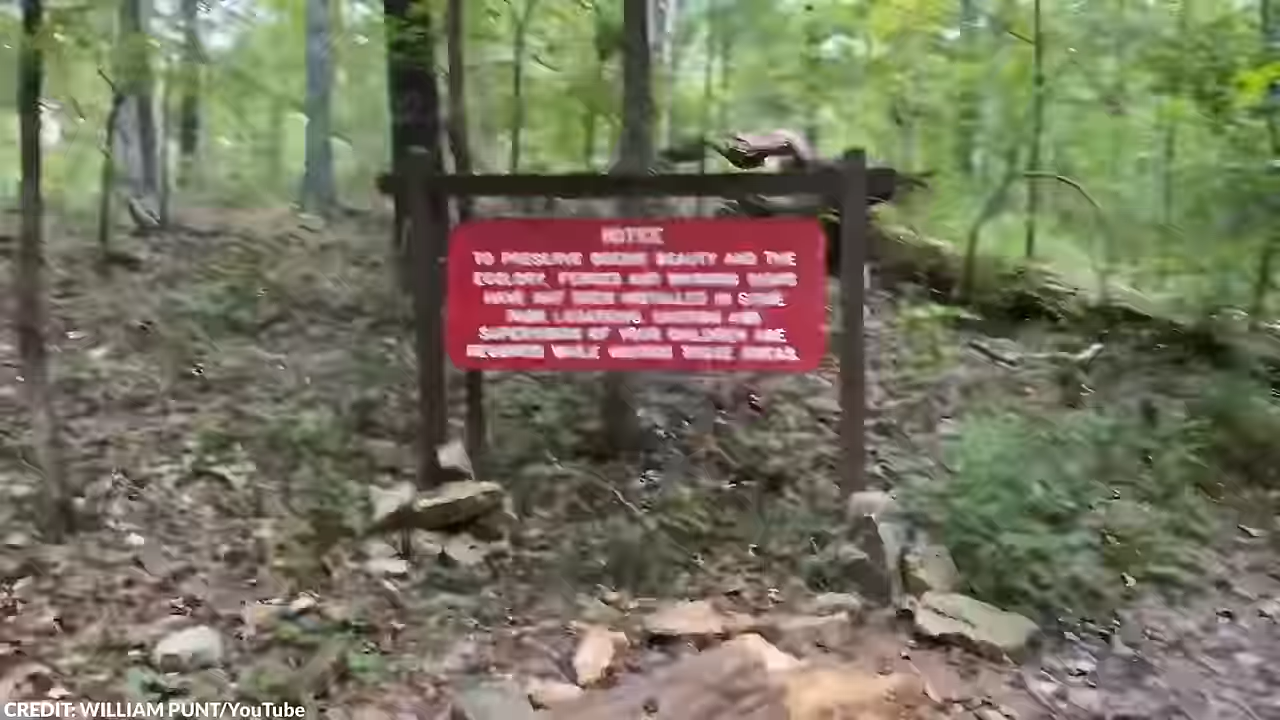 NOTICE
TO PRESERVE SCENIC BEAUTY AND THE
ECOLOGY, FENCES AND WARNING SIGNS
HAVE NOT BEEN INSTALLED IN SOME
PARK LOCATIONS. CAUTION AND
SUPERVISION OF YOUR CHILDREN ARE
REQUIRED WHILE VISITING THESE AREAS.
CREDIT: WILLIAM PUNT/YouTube